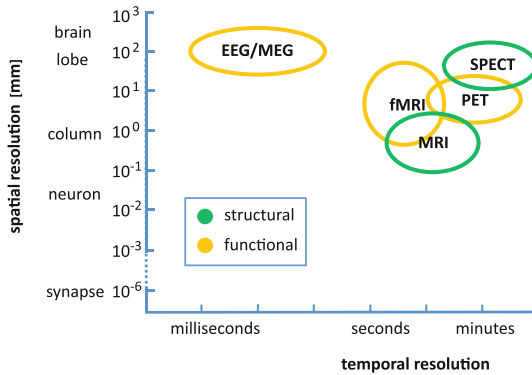 spatial resolution [mm]
brain
lobe
column
neuron
synapse
10³
10²
10¹
10⁰
10⁻¹
10⁻²
10⁻³
10⁻⁶
EEG/MEG
SPECT
fMRI
PET
MRI
structural
functional
milliseconds seconds minutes
temporal resolution